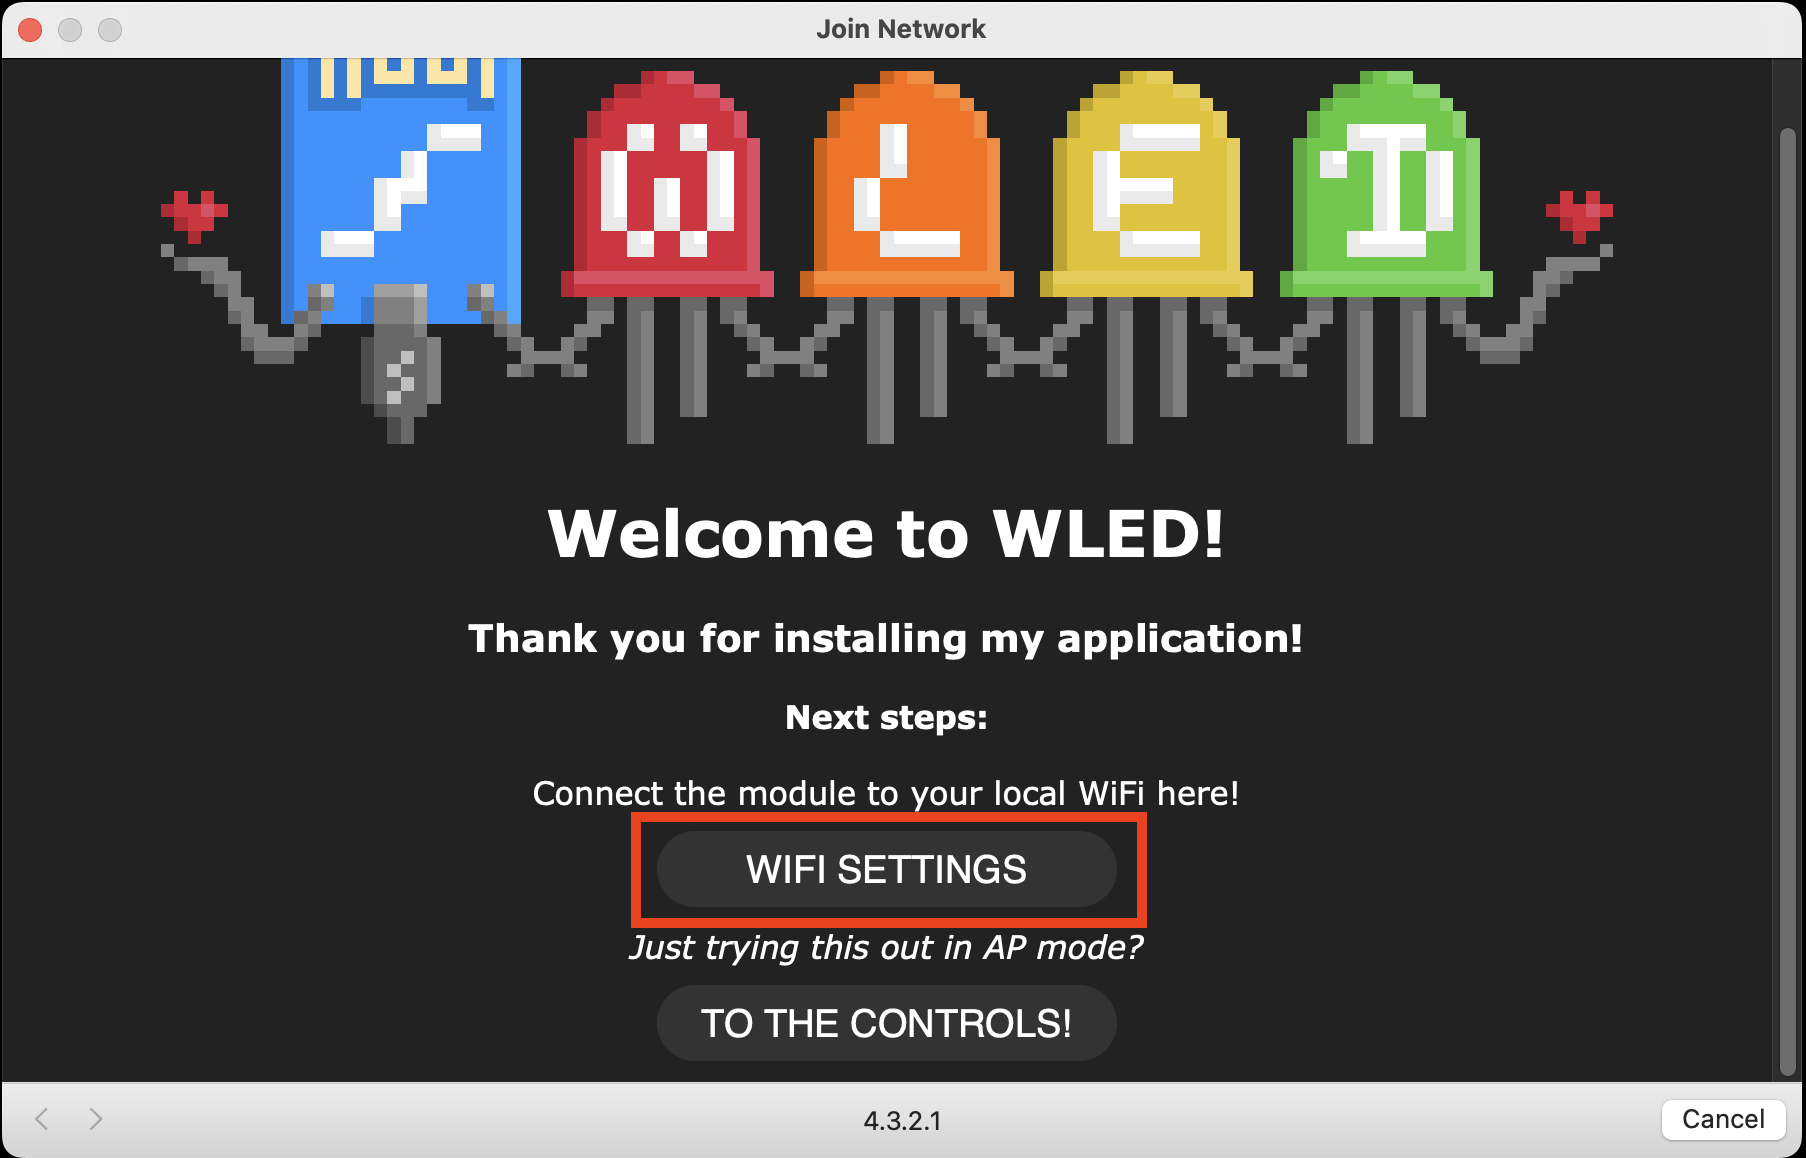 Join Network
W L E D
Welcome to WLED!
Thank you for installing my application!
Next steps:
Connect the module to your local WiFi here!
WIFI SETTINGS
Just trying this out in AP mode?
TO THE CONTROLS!
4.3.2.1
Cancel